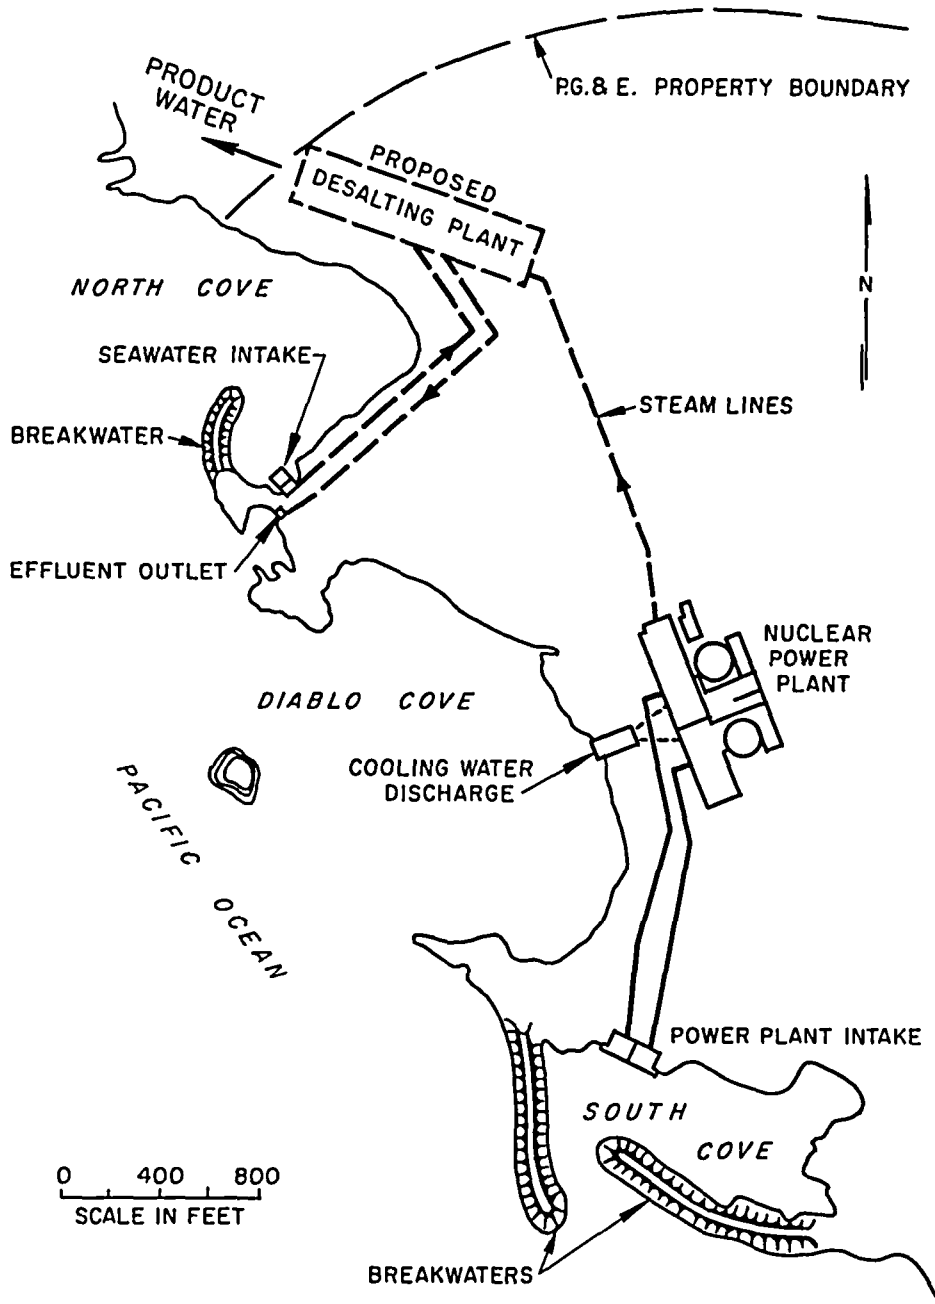 P.G. & E. PROPERTY BOUNDARY
PRODUCT
WATER
PROPOSED
DESALTING PLANT
N
NORTH COVE
SEAWATER INTAKE
STEAM LINES
BREAKWATER
EFFLUENT OUTLET
NUCLEAR
POWER
PLANT
DIABLO COVE
COOLING WATER
DISCHARGE
PACIFIC
OCEAN
POWER PLANT INTAKE
SOUTH
COVE
0 400 800
SCALE IN FEET
BREAKWATERS